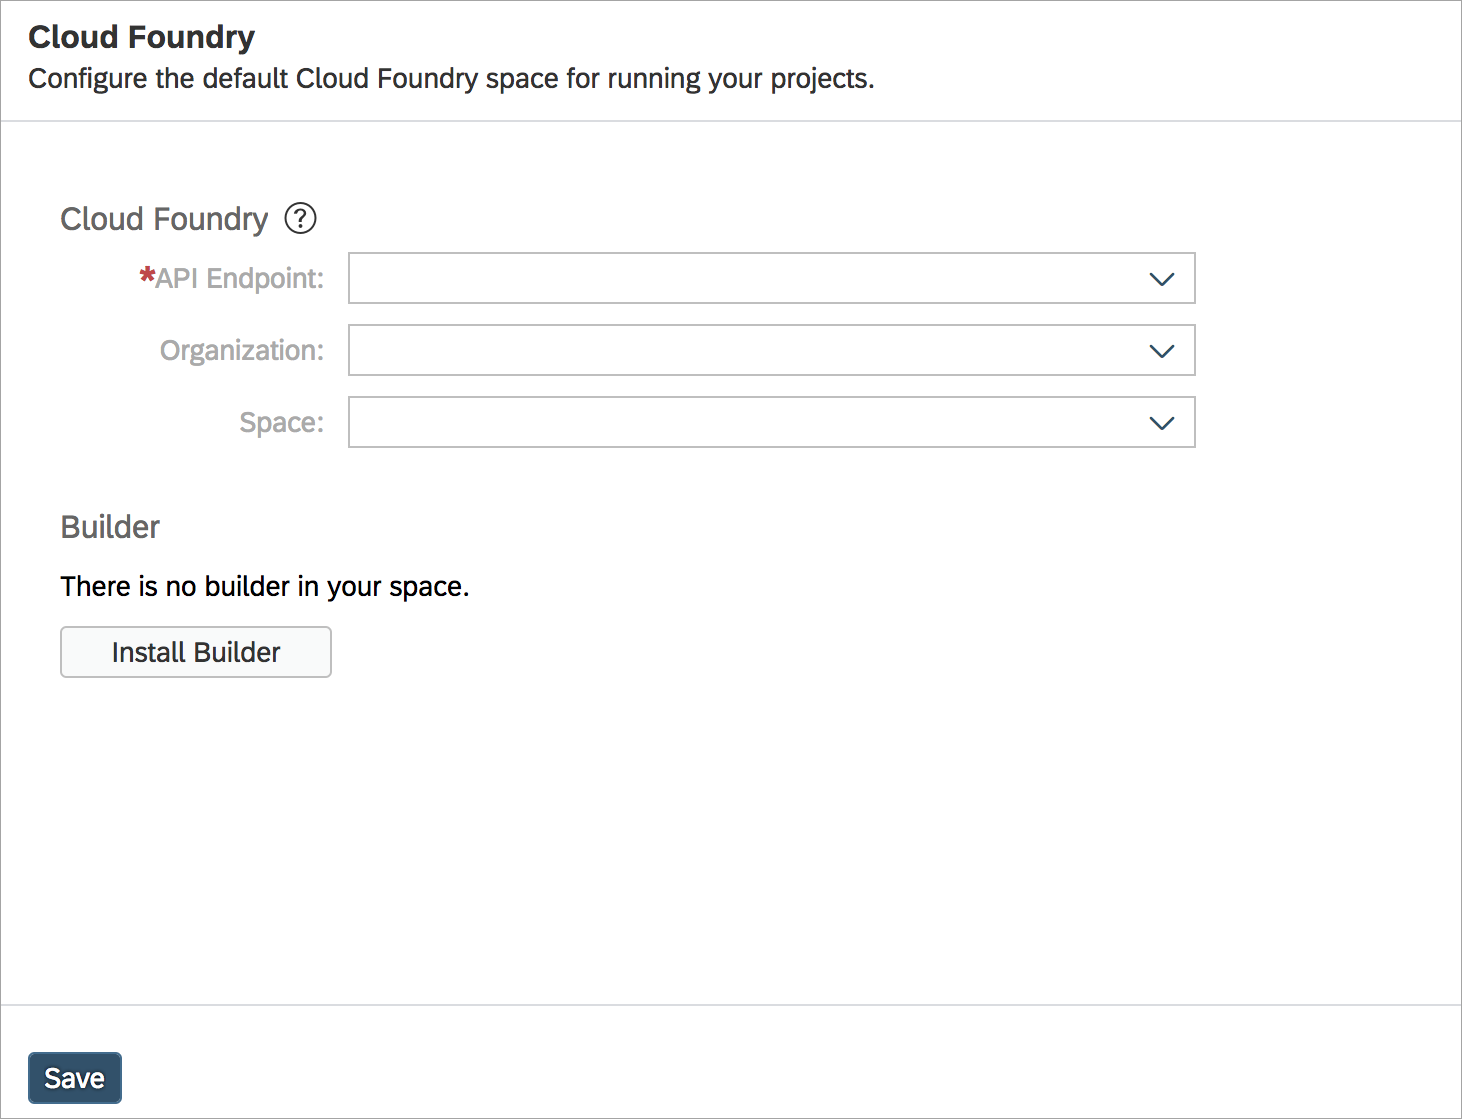 Cloud Foundry
Configure the default Cloud Foundry space for running your projects.
Cloud Foundry ?
*API Endpoint:
Organization:
Space:
Builder
There is no builder in your space.
Install Builder
Save